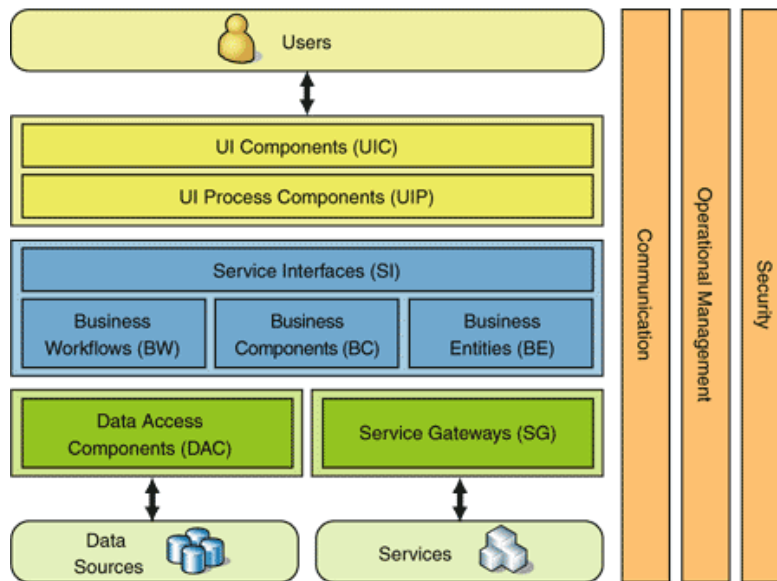 Users
UI Components (UIC)
UI Process Components (UIP)
Service Interfaces (SI)
Business
Workflows (BW)
Business
Components (BC)
Business
Entities (BE)
Data Access
Components (DAC)
Service Gateways (SG)
Data
Sources
Services
Communication
Operational Management
Security